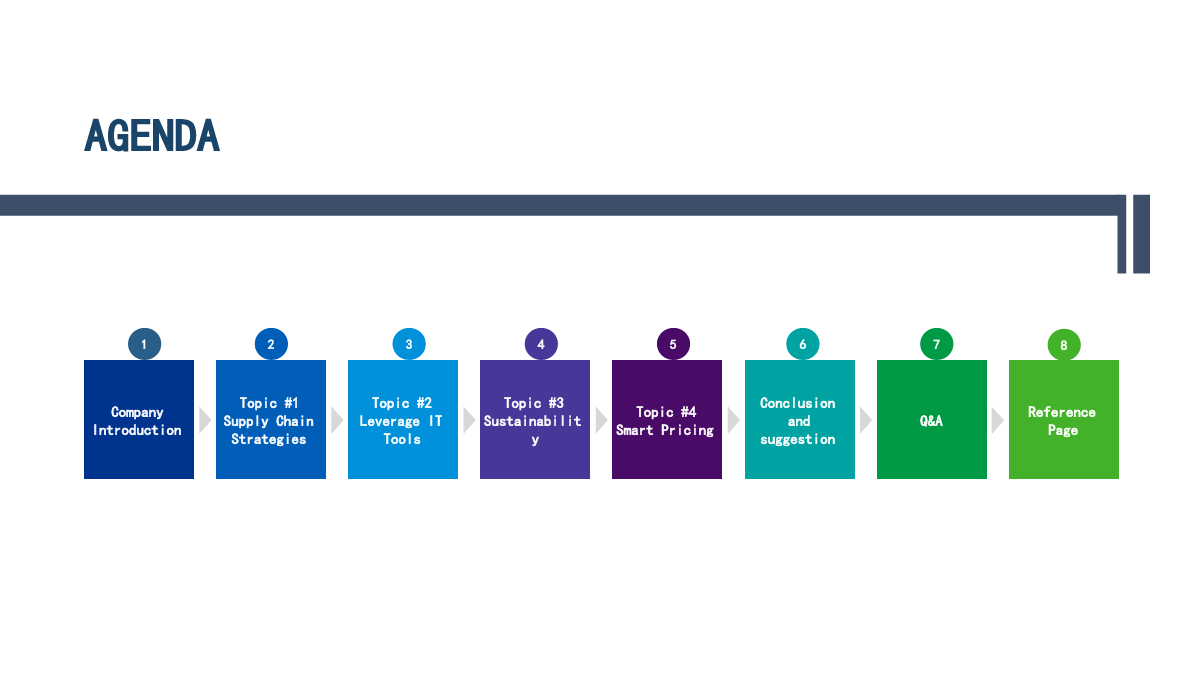 AGENDA
1
Company
Introduction
2
Topic #1
Supply Chain
Strategies
3
Topic #2
Leverage IT
Tools
4
Topic #3
Sustainabilit
y
5
Topic #4
Smart Pricing
6
Conclusion
and
suggestion
7
Q&A
8
Reference
Page